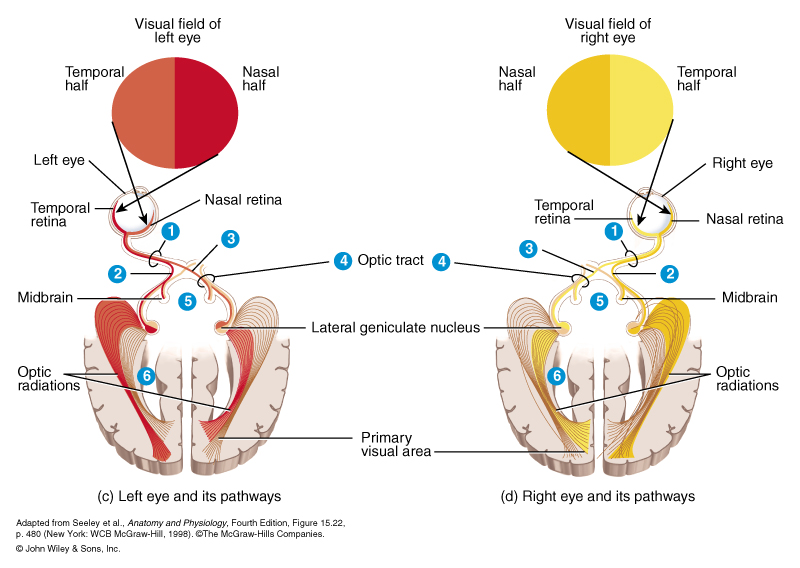 Visual field of
left eye
Temporal
half
Nasal
half
Left eye
Temporal
retina
Nasal retina
1
3
2
4 Optic tract
Midbrain
5
Lateral geniculate nucleus
Optic
radiations
6
Primary
visual area
(c) Left eye and its pathways
Visual field of
right eye
Nasal
half
Temporal
half
Right eye
Temporal
retina
Nasal retina
1
3
4
2
5
Midbrain
6
Optic
radiations
(d) Right eye and its pathways
Adapted from Seeley et al., Anatomy and Physiology, Fourth Edition, Figure 15.22,
p. 480 (New York: WCB McGraw-Hill, 1998). ©The McGraw-Hills Companies.
© John Wiley & Sons, Inc.